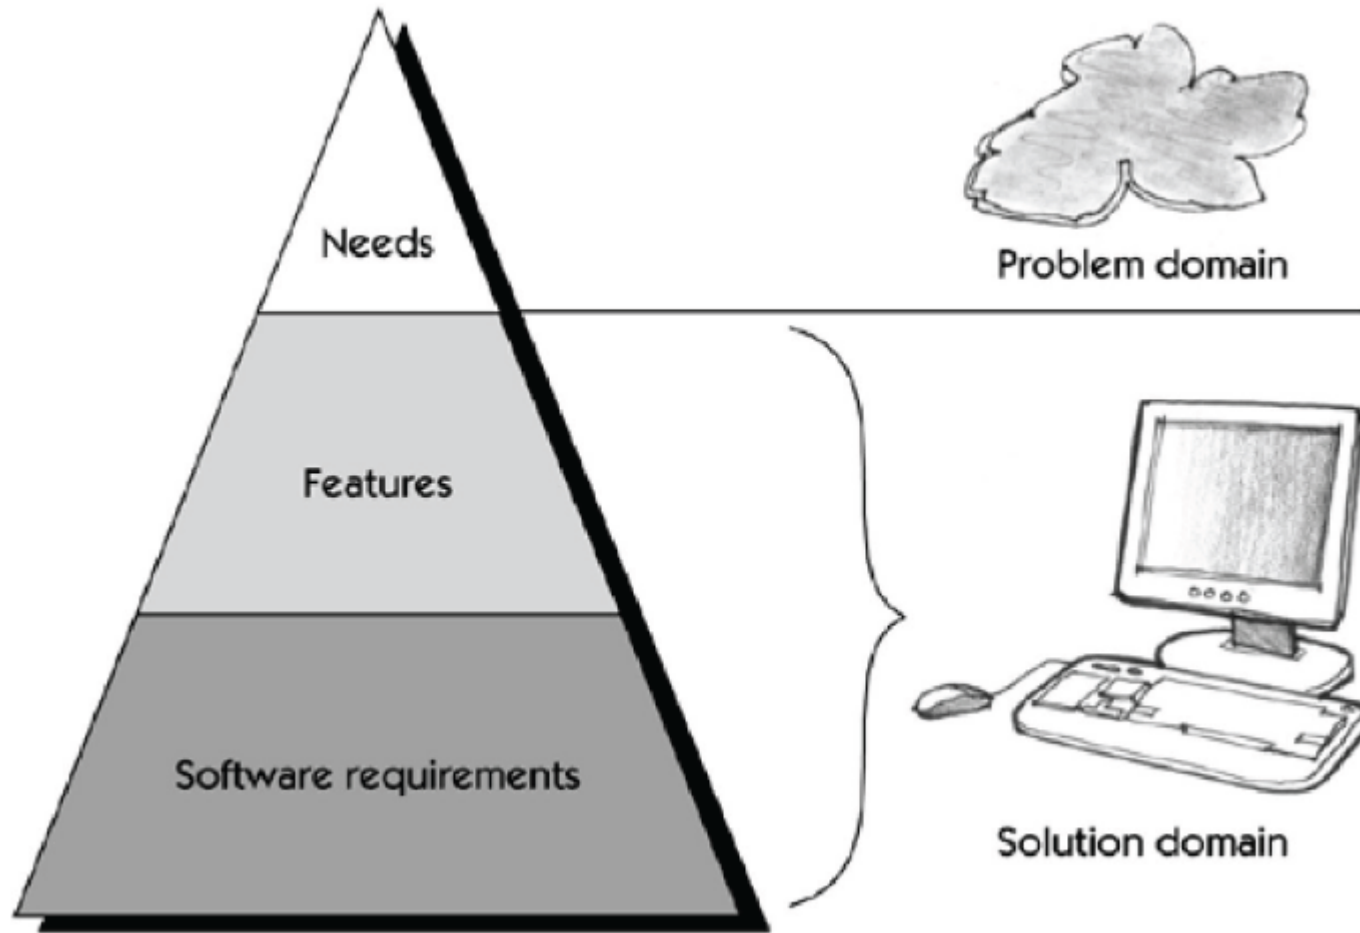 Needs
Problem domain
Features
Software requirements
Solution domain